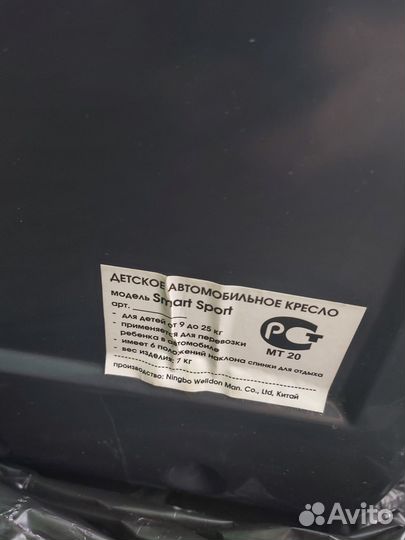 ДЕТСКОЕ АВТОМОБИЛЬНОЕ КРЕСЛО
модель Smart Sport
арт. ________
- для детей от 9 до 25 кг
- применяется для перевозки
ребенка в автомобиле
- имеет 6 положений наклона спинки для отдыха
- вес изделия: 7 кг
производство: Ningbo Welldon Man. Co., Ltd, Китай
РСТ
МТ 20
Avito